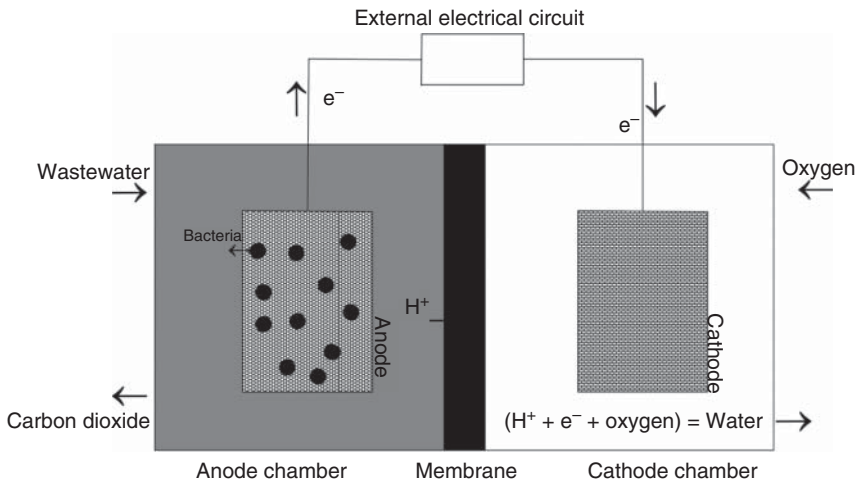 External electrical circuit
e⁻
e⁻
Wastewater
Oxygen
Bacteria
H⁺
Anode
Cathode
Carbon dioxide
(H⁺ + e⁻ + oxygen) = Water
Anode chamber
Membrane
Cathode chamber